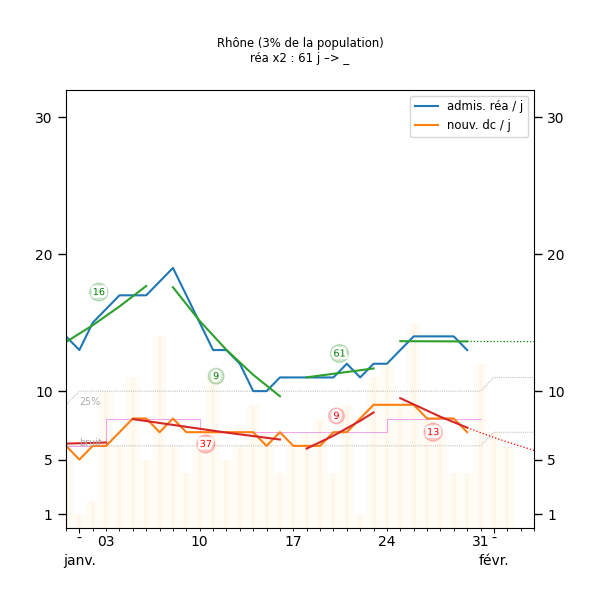 Rhône (3% de la population)
réa x2 : 61 j –> _
admis. réa / j
nouv. dc / j
30
30
20
20
16
61
9
10
10
25%
9
13
bruit
37
5
5
1
1
- 03 10 17 24 31 -
janv. févr.